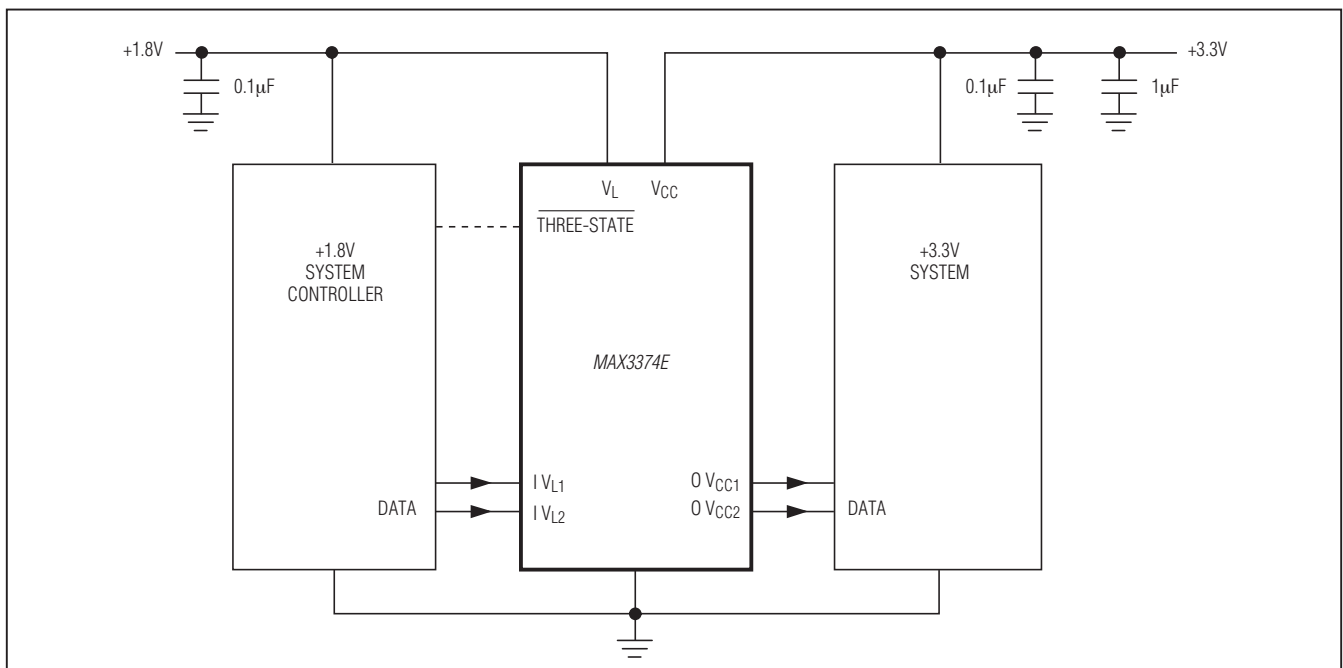 +1.8V
+3.3V
0.1µF
0.1µF
1µF
VL
VCC
THREE-STATE
+1.8V
SYSTEM
CONTROLLER
+3.3V
SYSTEM
MAX3374E
I VL1
O VCC1
DATA
I VL2
O VCC2
DATA